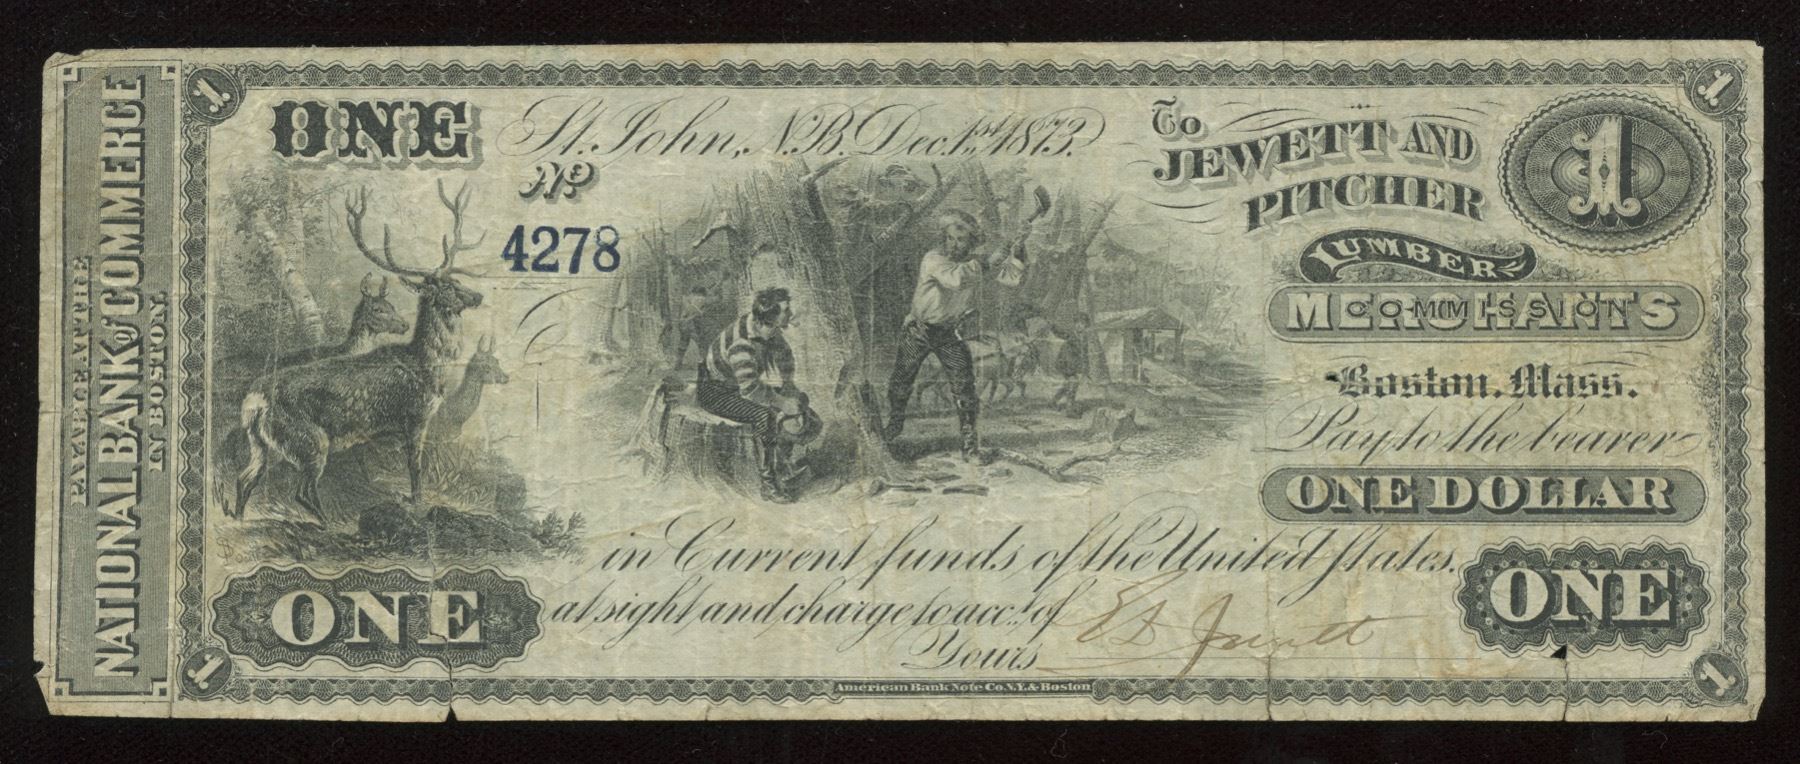 PAYABLE AT THE
NATIONAL BANK of COMMERCE
IN BOSTON.
1
1
1
1
ONE
St. John, N.B. Dec. 1st, 1873.
No
4278
To
JEWETT AND
PITCHER
1
LUMBER
COMMISSION
MERCHANTS
Boston, Mass.
Pay to the bearer
ONE DOLLAR
in Current funds of the United States.
at sight and charge to acct. of
Yours
E D Jewett
ONE
ONE
American Bank Note Co. N.Y. & Boston